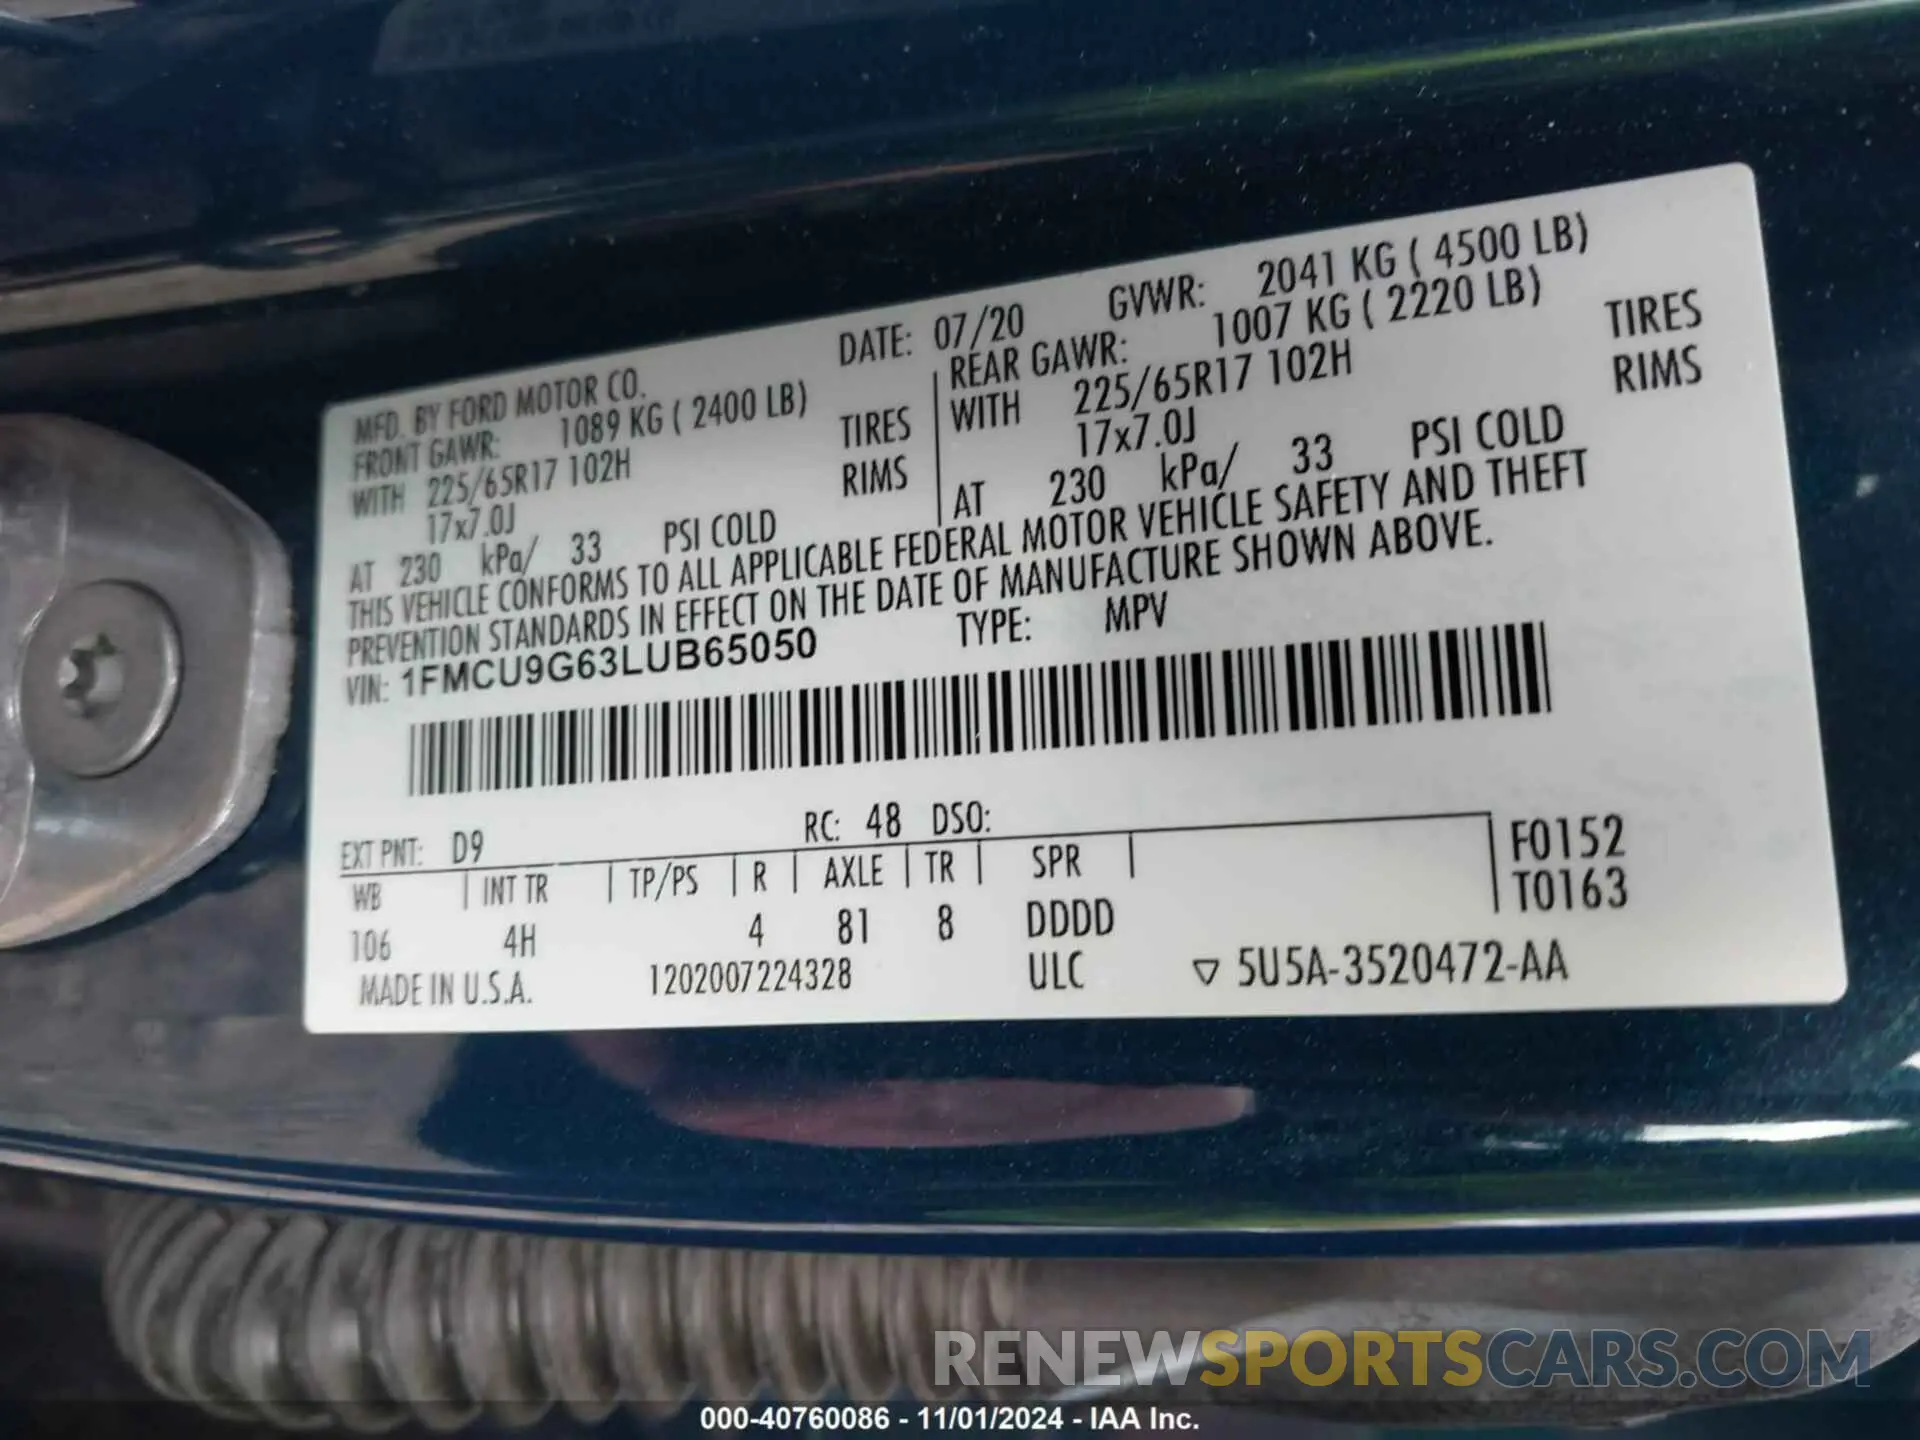 MFD. BY FORD MOTOR CO. DATE: 07/20 GVWR: 2041 KG ( 4500 LB)
FRONT GAWR: 1089 KG ( 2400 LB) REAR GAWR: 1007 KG ( 2220 LB)
WITH 225/65R17 102H TIRES WITH 225/65R17 102H TIRES
17x7.0J RIMS 17x7.0J RIMS
AT 230 kPa/ 33 PSI COLD AT 230 kPa/ 33 PSI COLD
THIS VEHICLE CONFORMS TO ALL APPLICABLE FEDERAL MOTOR VEHICLE SAFETY AND THEFT
PREVENTION STANDARDS IN EFFECT ON THE DATE OF MANUFACTURE SHOWN ABOVE.
VIN: 1FMCU9G63LUB65050 TYPE: MPV
EXT PNT: D9 RC: 48 DSO: F0152
WB INT TR TP/PS R AXLE TR SPR T0163
106 4H 4 81 8 DDDD
MADE IN U.S.A. 1202007224328 ULC ▽ 5U5A-3520472-AA
RENEWSPORTSCARS.COM
000-40760086 - 11/01/2024 - IAA Inc.